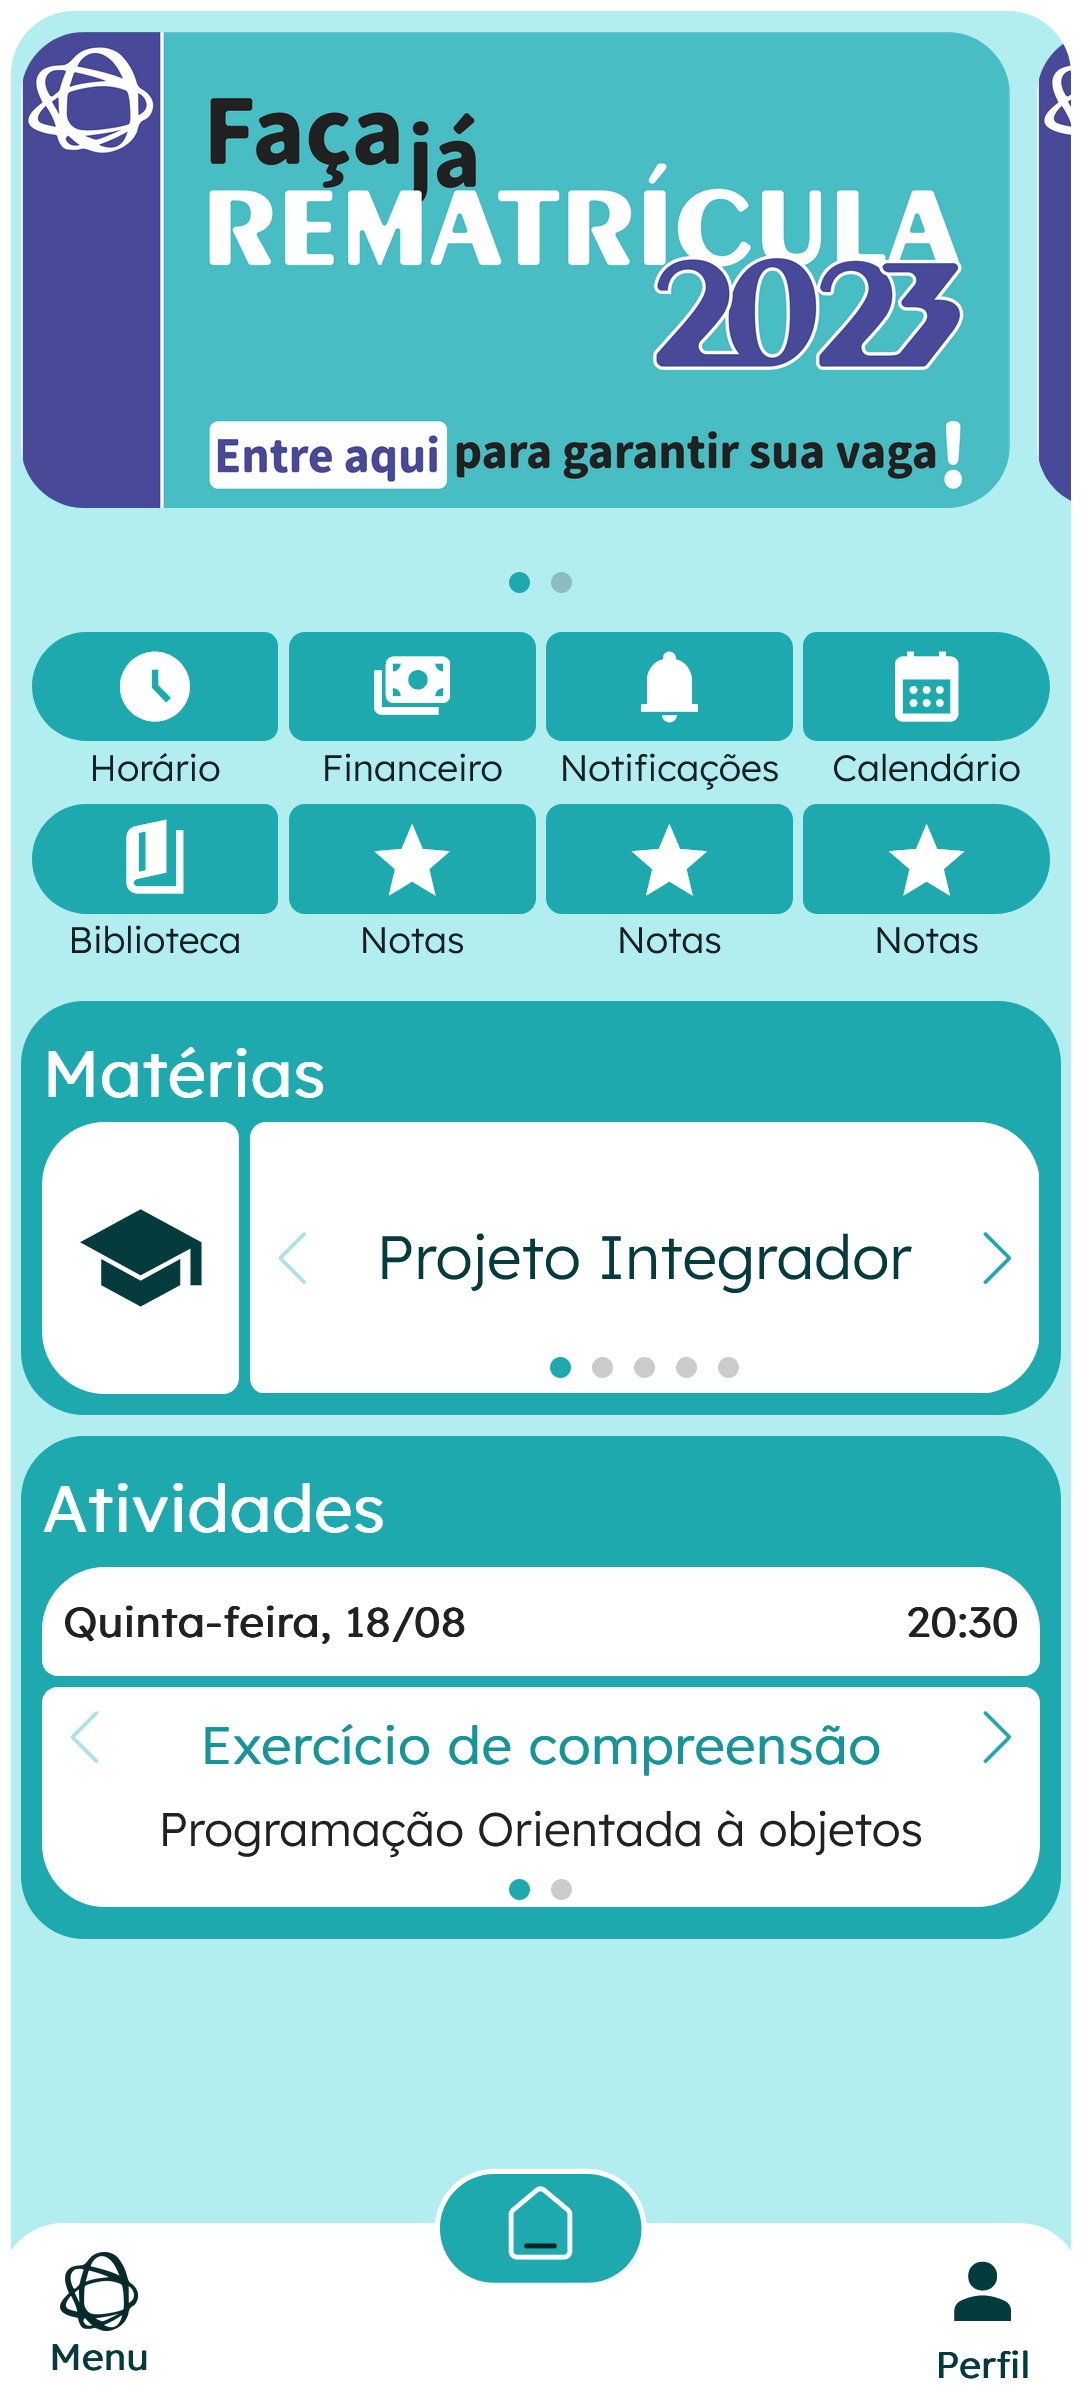 Faça já
REMATRÍCULA
2023
Entre aqui para garantir sua vaga!
Horário Financeiro Notificações Calendário
Biblioteca Notas Notas Notas
Matérias
Projeto Integrador
Atividades
Quinta-feira, 18/08 20:30
Exercício de compreensão
Programação Orientada à objetos
Menu Perfil